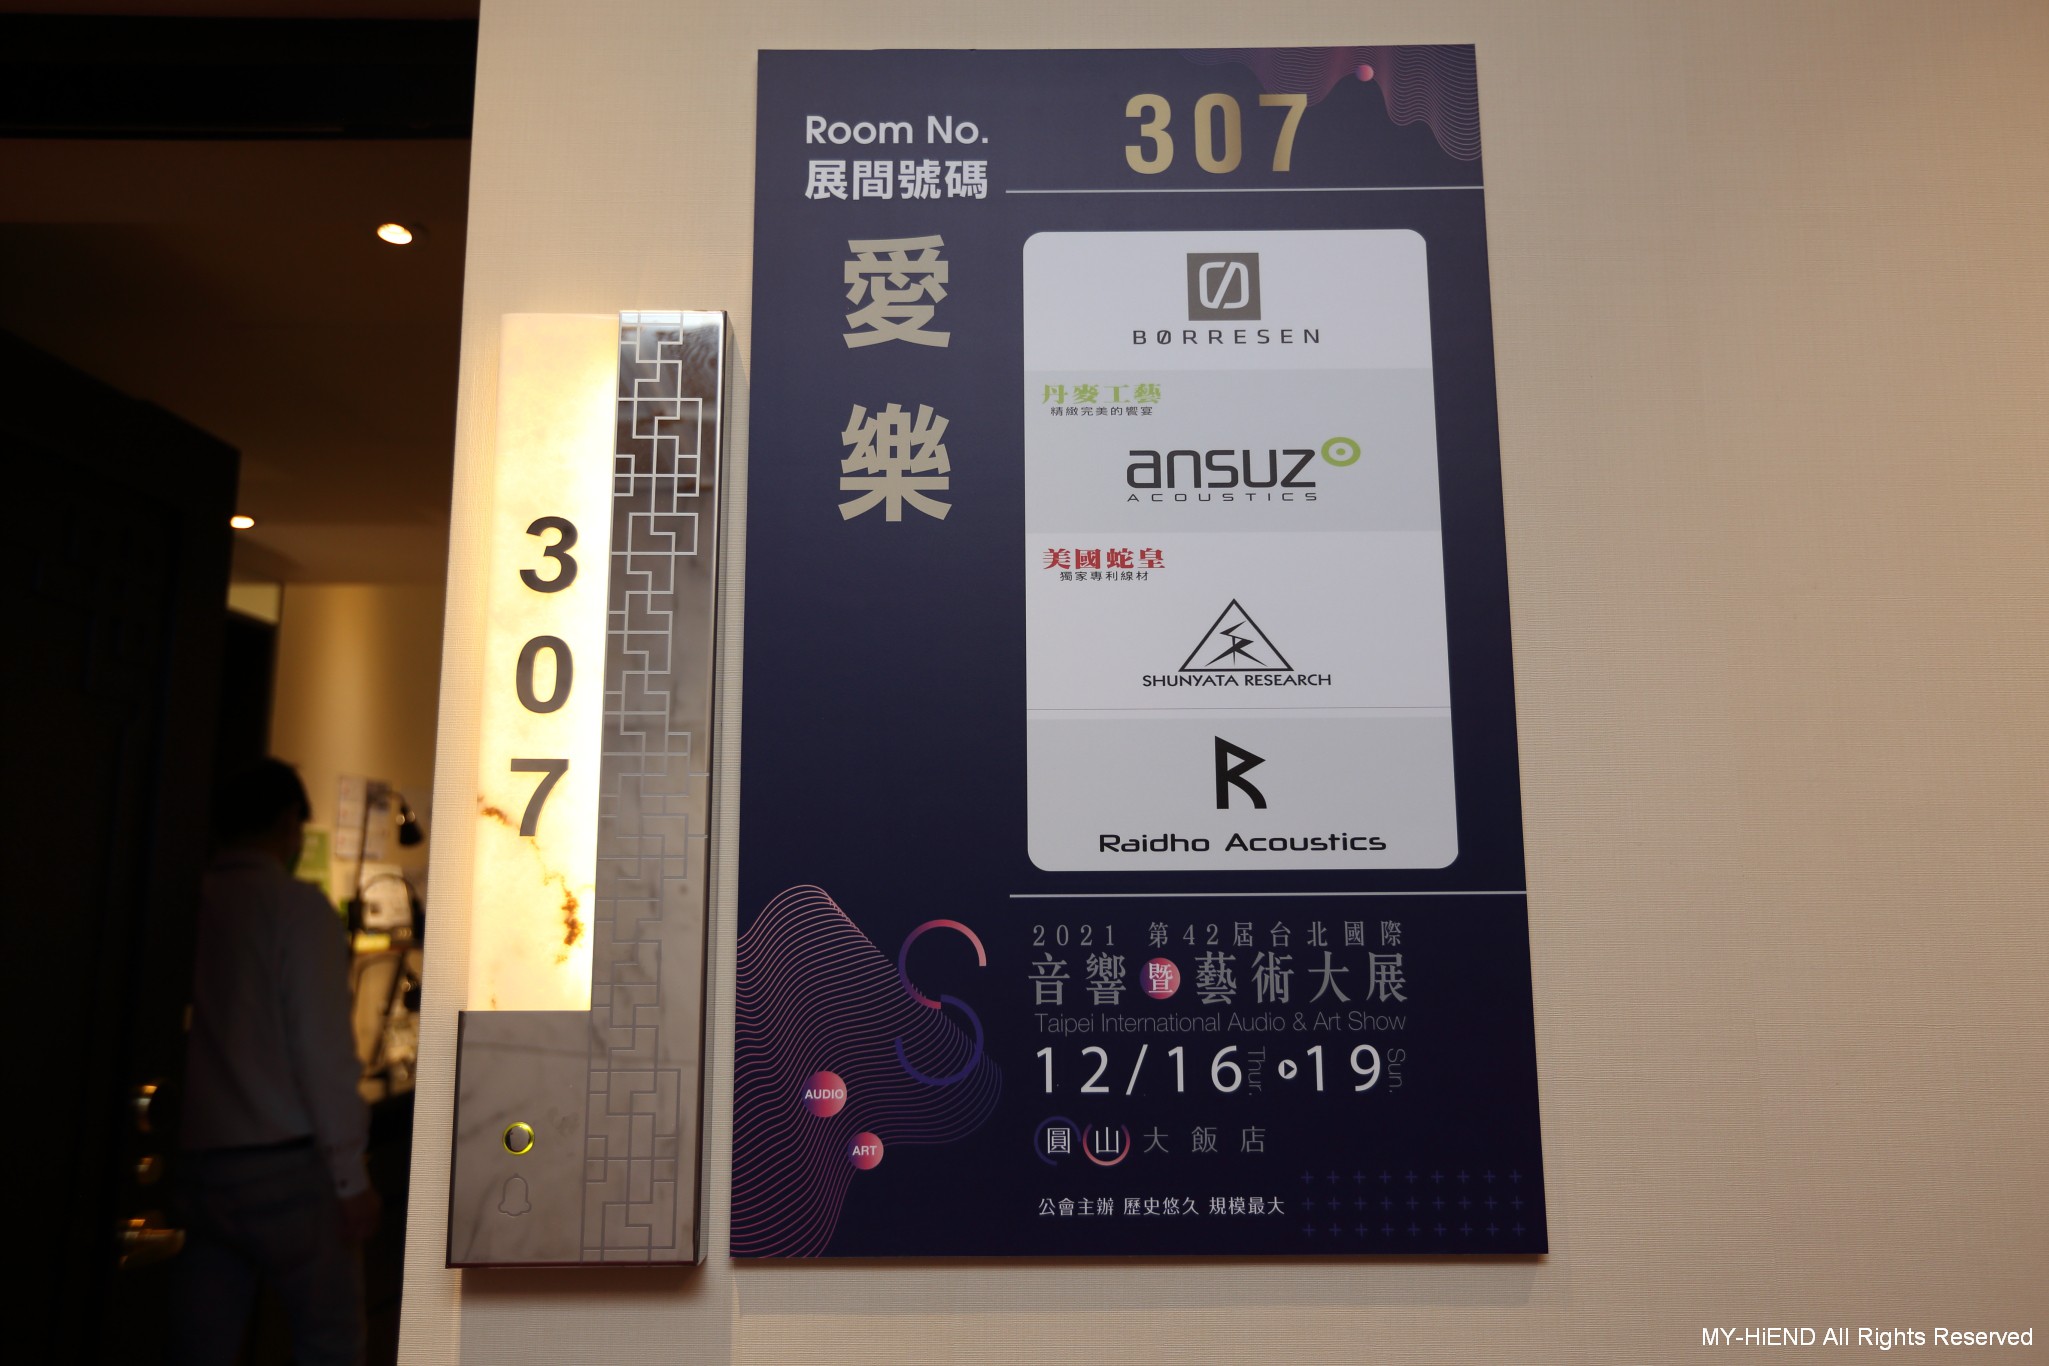 307
Room No.
展間號碼
307
愛樂
BØRRESEN
丹麥工藝
精緻完美的饗宴
ansuz
ACOUSTICS
美國蛇皇
獨家專利線材
SHUNYATA RESEARCH
Raidho Acoustics
2021 第42屆台北國際
音響暨藝術大展
Taipei International Audio & Art Show
12/16 Thur. 19 Sun.
AUDIO
ART
圓山大飯店
公會主辦 歷史悠久 規模最大
MY-HiEND All Rights Reserved